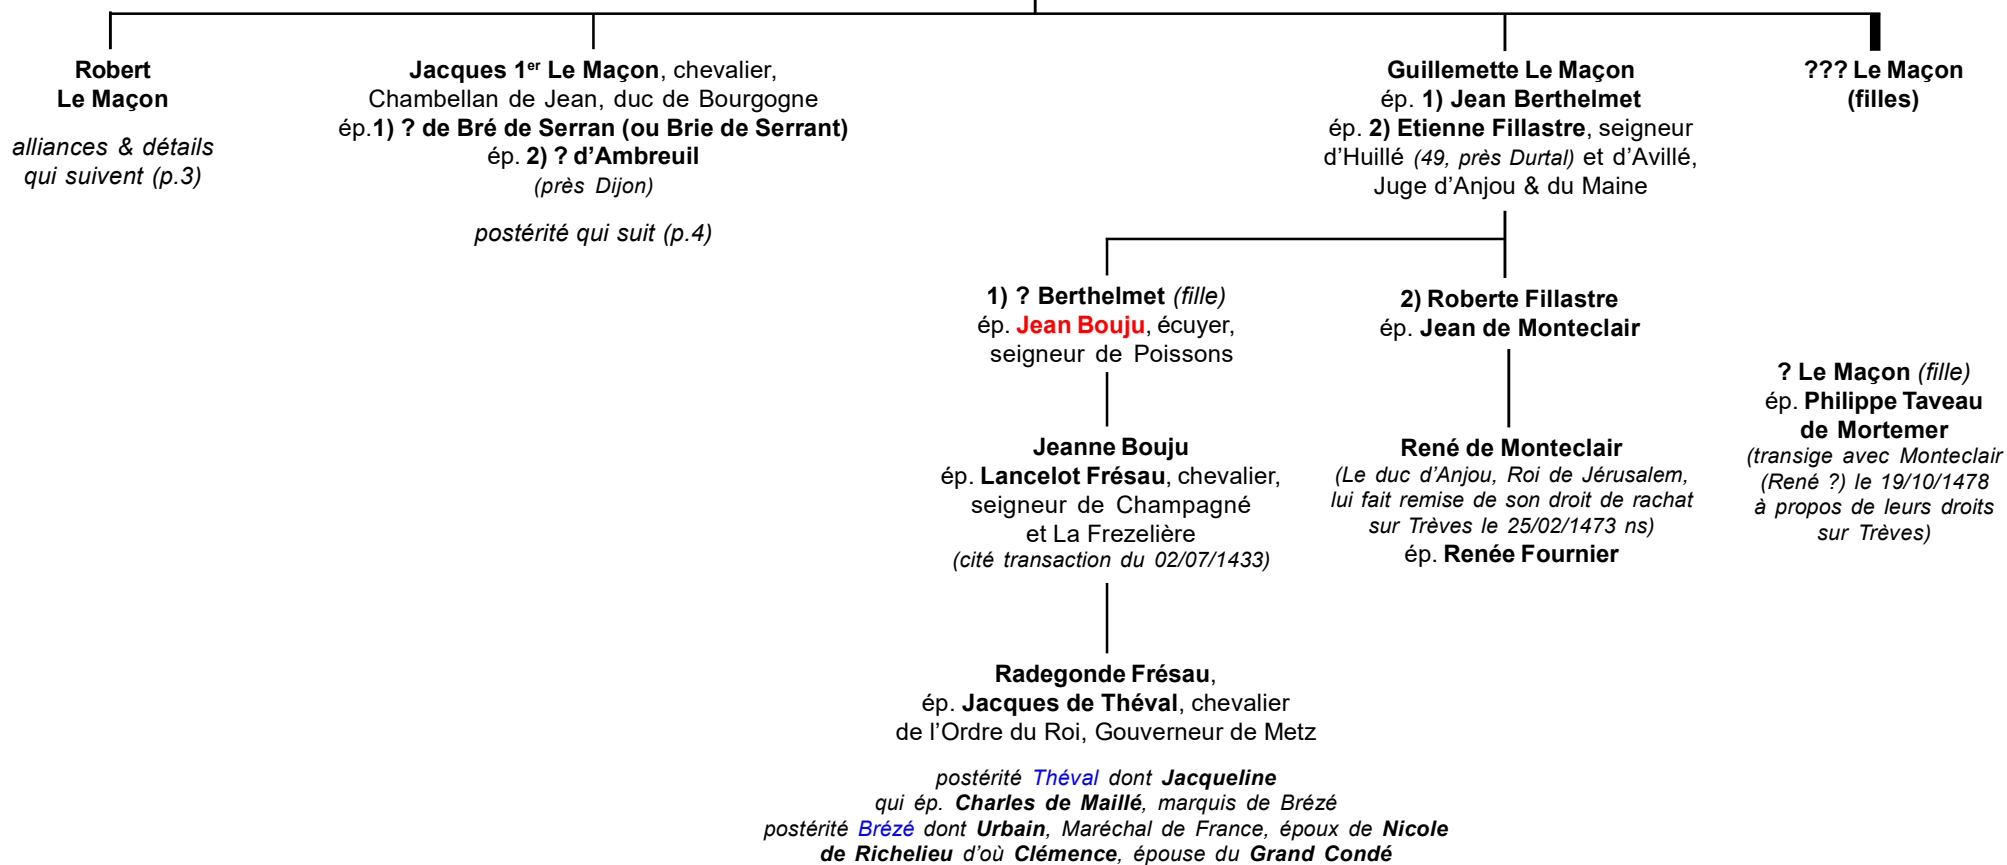 Robert
Le Maçon
alliances & détails
qui suivent (p.3)
Jacques 1er Le Maçon, chevalier,
Chambellan de Jean, duc de Bourgogne
ép.1) ? de Bré de Serran (ou Brie de Serrant)
ép. 2) ? d'Ambreuil
(près Dijon)
postérité qui suit (p.4)
Guillemette Le Maçon
ép. 1) Jean Berthelmet
ép. 2) Etienne Fillastre, seigneur
d'Huillé (49, près Durtal) et d'Avillé,
Juge d'Anjou & du Maine
??? Le Maçon
(filles)
1) ? Berthelmet (fille)
ép. Jean Bouju, écuyer,
seigneur de Poissons
2) Roberte Fillastre
ép. Jean de Monteclair
? Le Maçon (fille)
ép. Philippe Taveau
de Mortemer
(transige avec Monteclair
(René ?) le 19/10/1478
à propos de leurs droits
sur Trèves)
Jeanne Bouju
ép. Lancelot Frésau, chevalier,
seigneur de Champagné
et La Frezelière
(cité transaction du 02/07/1433)
René de Monteclair
(Le duc d'Anjou, Roi de Jérusalem,
lui fait remise de son droit de rachat
sur Trèves le 25/02/1473 ns)
ép. Renée Fournier
Radegonde Frésau,
ép. Jacques de Théval, chevalier
de l'Ordre du Roi, Gouverneur de Metz
postérité Théval dont Jacqueline
qui ép. Charles de Maillé, marquis de Brézé
postérité Brézé dont Urbain, Maréchal de France, époux de Nicole
de Richelieu d'où Clémence, épouse du Grand Condé